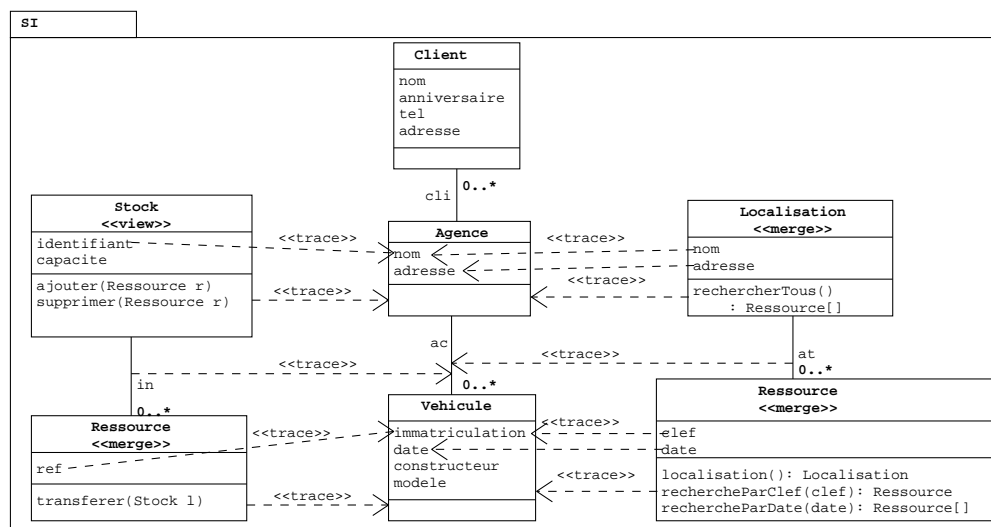 SI
Client
nom
anniversaire
tel
adresse
cli
0..*
Stock
<<view>>
identifiant
capacite
ajouter(Ressource r)
supprimer(Ressource r)
<<trace>>
<<trace>>
Agence
nom
adresse
<<trace>>
<<trace>>
Localisation
<<merge>>
nom
adresse
rechercherTous()
: Ressource[]
in
0..*
<<trace>>
ac
0..*
<<trace>>
at
0..*
Ressource
<<merge>>
ref
transferer(Stock l)
<<trace>>
<<trace>>
Vehicule
immatriculation
date
constructeur
modele
<<trace>>
<<trace>>
Ressource
<<merge>>
clef
date
localisation(): Localisation
rechercheParClef(clef): Ressource
rechercheParDate(date): Ressource[]